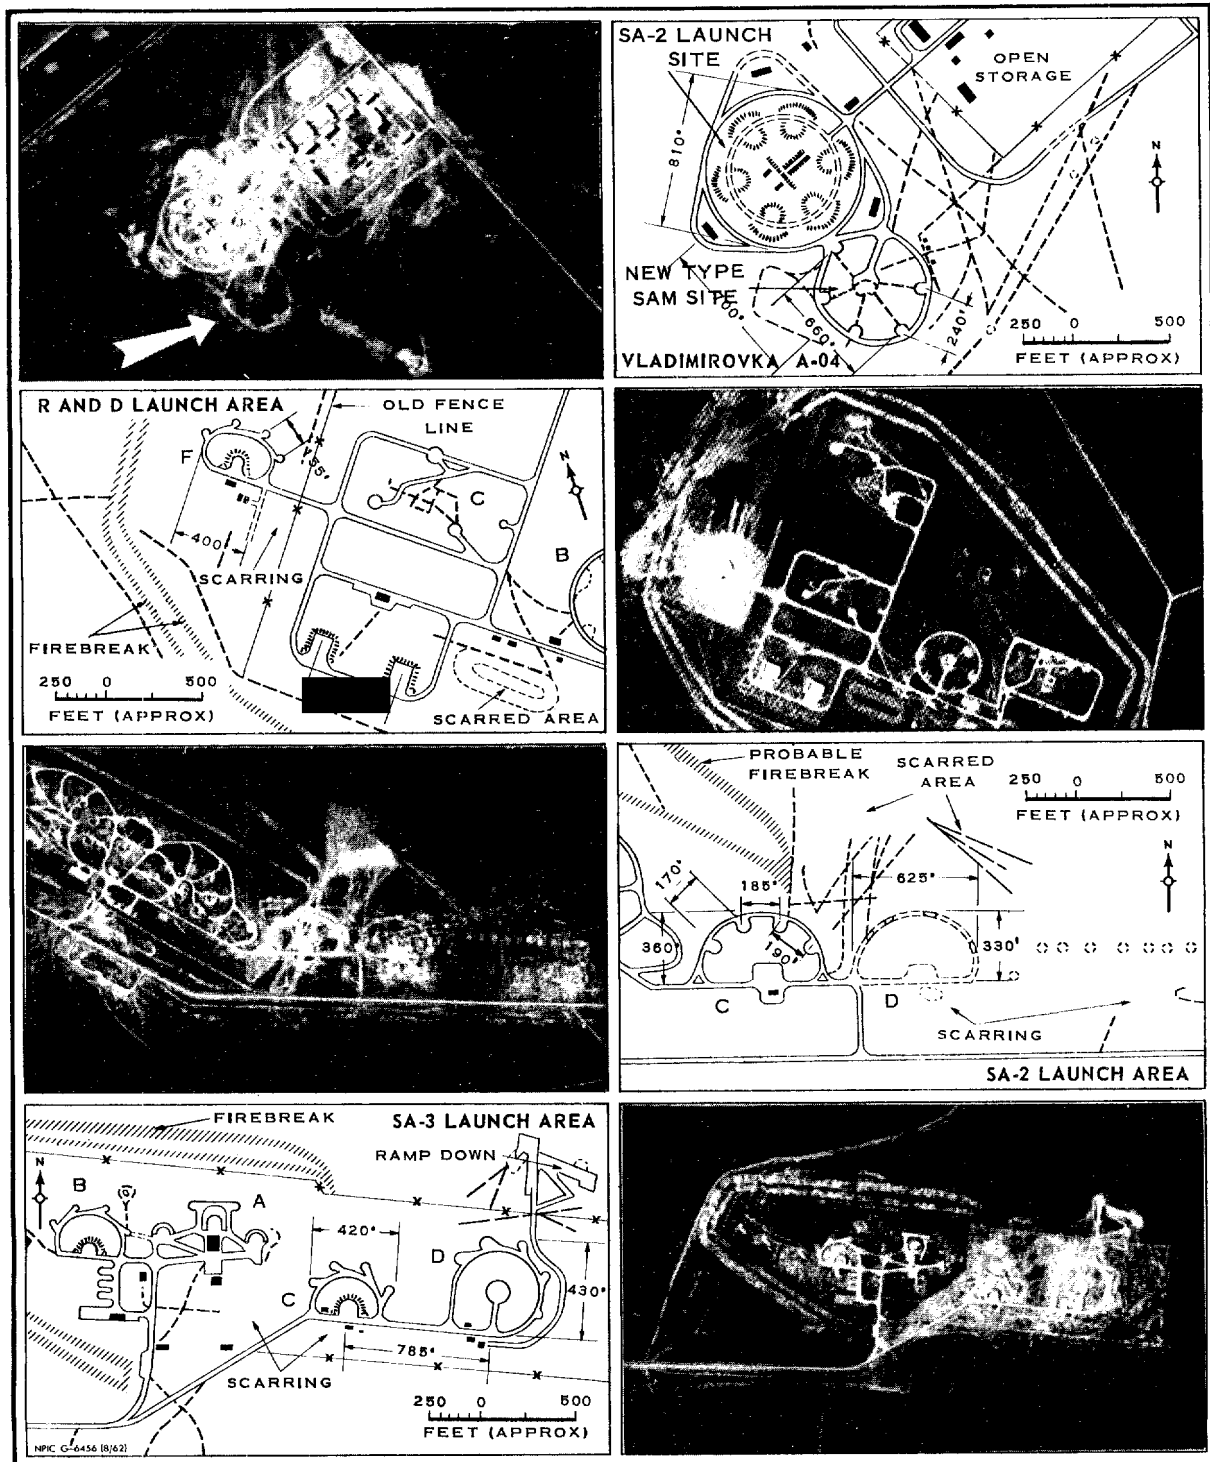 SA-2 LAUNCH
SITE
OPEN
STORAGE
810'
N
NEW TYPE
SAM SITE
660'
240'
250 0 500
FEET (APPROX)
VLADIMIROVKA A-04
R AND D LAUNCH AREA
OLD FENCE
LINE
F
N
C
B
400'
SCARRING
FIREBREAK
250 0 500
FEET (APPROX)
SCARRED AREA
PROBABLE
FIREBREAK
SCARRED
AREA
250 0 500
FEET (APPROX)
N
170'
185'
625'
360'
190'
330'
C
D
SCARRING
SA-2 LAUNCH AREA
FIREBREAK
SA-3 LAUNCH AREA
RAMP DOWN
N
B
A
420'
D
C
430'
785'
SCARRING
250 0 500
FEET (APPROX)
NPIC G-6456 (8/62)